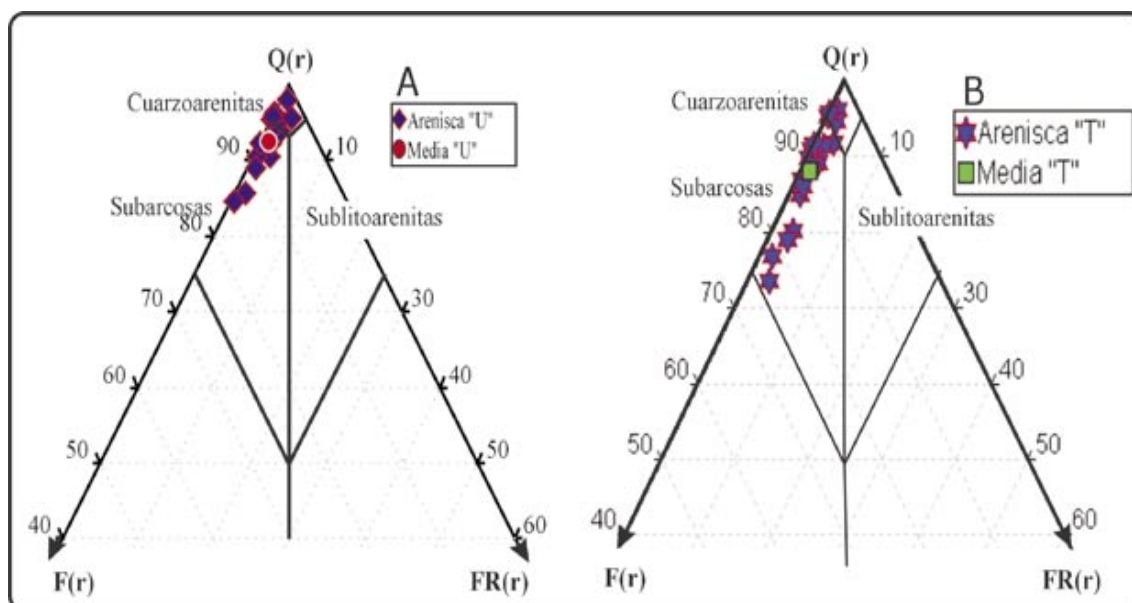 Q(r)
A
Cuarzoarenitas
Arenisca "U"
Media "U"
90
10
Subarcosas
Sublitoarenitas
80
70
30
60
40
50
50
40
60
F(r)
FR(r)
Q(r)
B
Cuarzoarenitas
Arenisca "T"
Media "T"
90
10
Subarcosas
Sublitoarenitas
80
70
30
60
40
50
50
40
60
F(r)
FR(r)